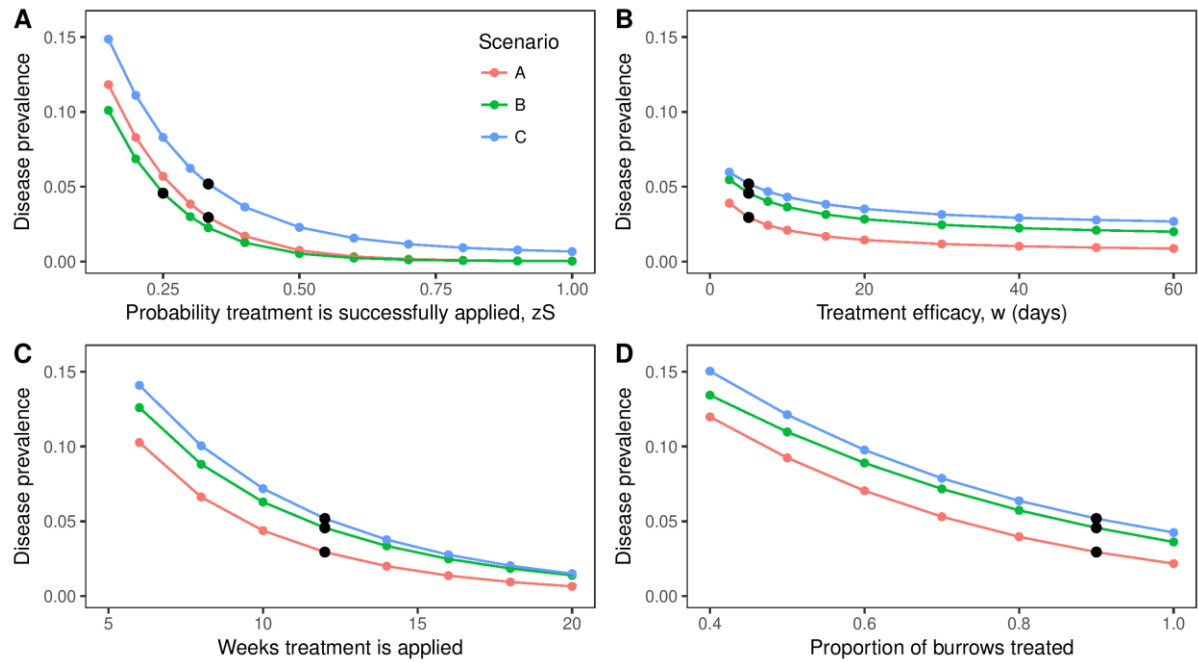 A
Disease prevalence
0.15
0.10
0.05
0.00
0.25
0.50
0.75
1.00
Probability treatment is successfully applied, zS
Scenario
A
B
C
B
Disease prevalence
0.15
0.10
0.05
0.00
0
20
40
60
Treatment efficacy, w (days)
C
Disease prevalence
0.15
0.10
0.05
0.00
5
10
15
20
Weeks treatment is applied
D
Disease prevalence
0.15
0.10
0.05
0.00
0.4
0.6
0.8
1.0
Proportion of burrows treated